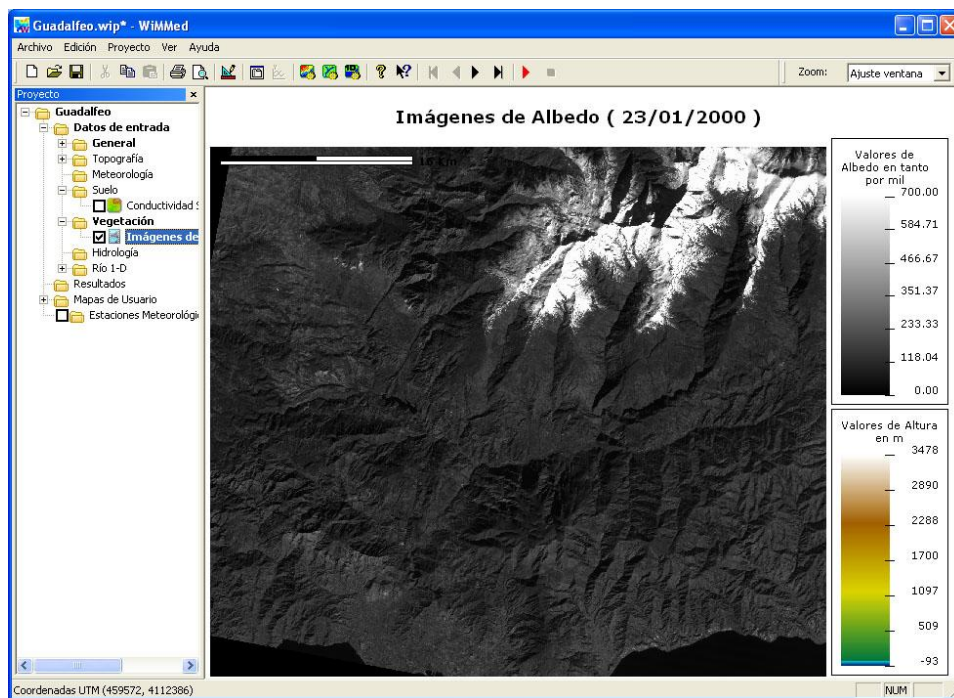 Guadalfeo.wip* - WiMMed
Archivo Edición Proyecto Ver Ayuda
Zoom: Ajuste ventana
Proyecto
Guadalfeo
Datos de entrada
General
Topografía
Meteorología
Suelo
Conductividad S
Vegetación
Imágenes de
Hidrología
Río 1-D
Resultados
Mapas de Usuario
Estaciones Meteorológi
Imágenes de Albedo ( 23/01/2000 )
16 km
Valores de
Albedo en tanto
por mil
700.00
584.71
466.67
351.37
233.33
118.04
0.00
Valores de Altura
en m
3478
2890
2288
1700
1097
509
-93
Coordenadas UTM (459572, 4112386)
NUM